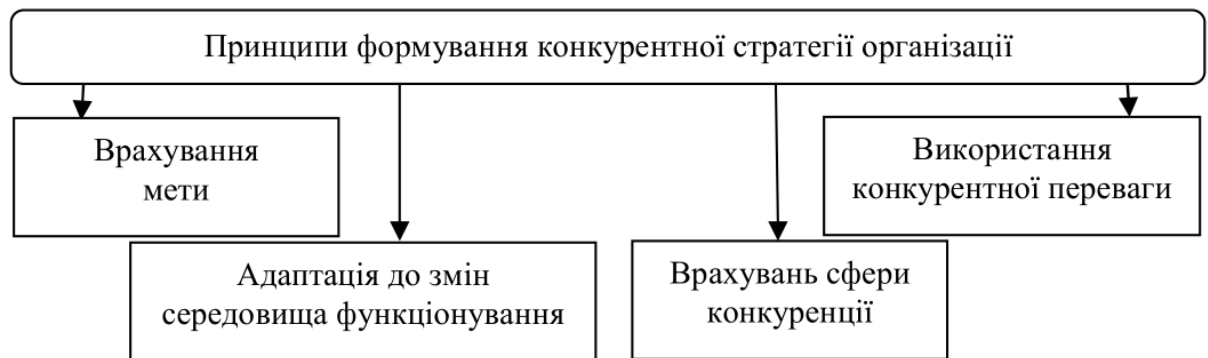 Принципи формування конкурентної стратегії організації
Врахування
мети
Використання
конкурентної переваги
Адаптація до змін
середовища функціонування
Врахувань сфери
конкуренції